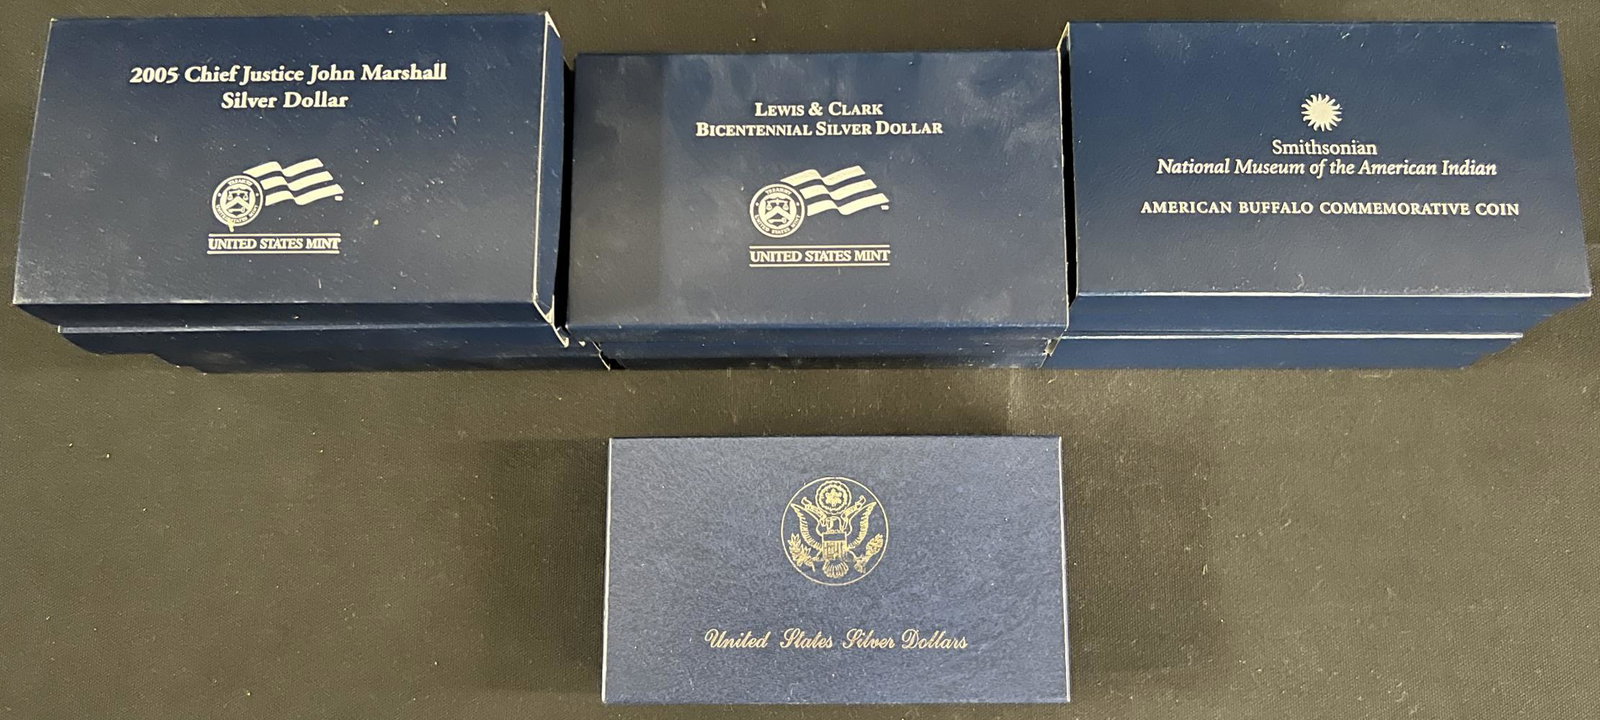 2005 Chief Justice John Marshall
Silver Dollar
UNITED STATES MINT
LEWIS & CLARK
BICENTENNIAL SILVER DOLLAR
UNITED STATES MINT
Smithsonian
National Museum of the American Indian
AMERICAN BUFFALO COMMEMORATIVE COIN
United States Silver Dollars